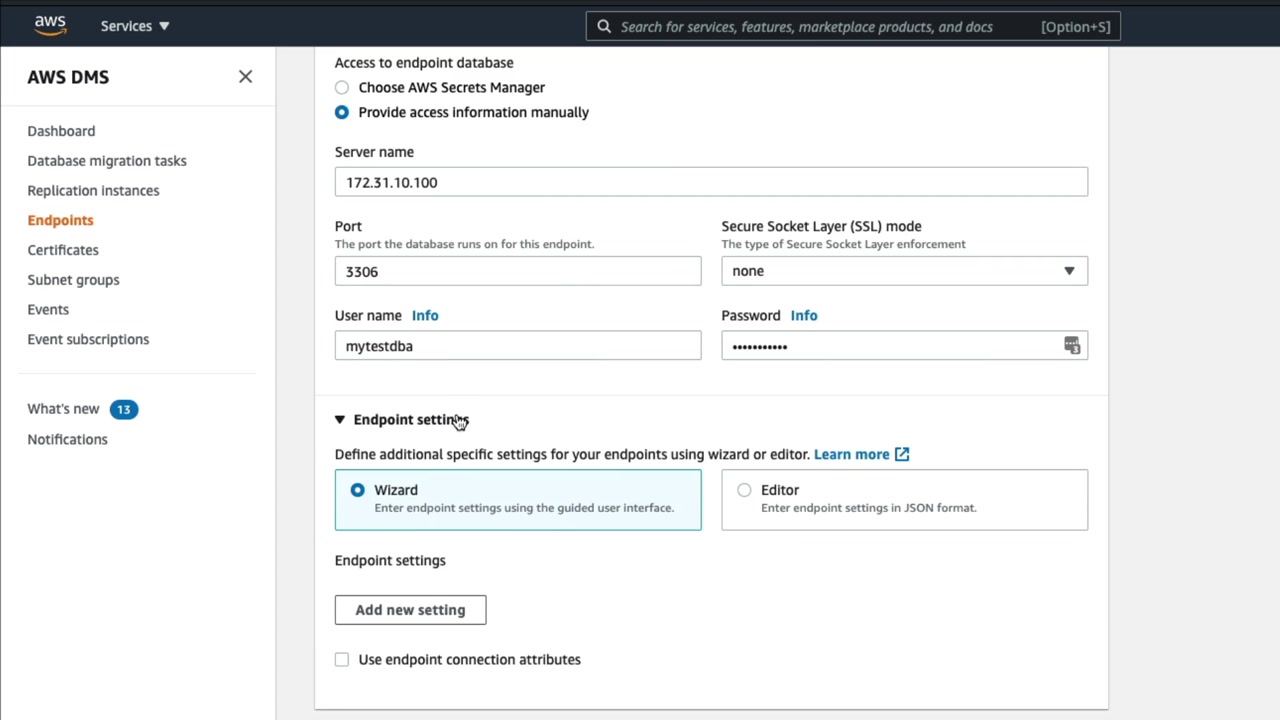 aws
Services ▼
Search for services, features, marketplace products, and docs [Option+S]
AWS DMS
Dashboard
Database migration tasks
Replication instances
Endpoints
Certificates
Subnet groups
Events
Event subscriptions
What's new 13
Notifications
Access to endpoint database
Choose AWS Secrets Manager
Provide access information manually
Server name
172.31.10.100
Port
The port the database runs on for this endpoint.
3306
Secure Socket Layer (SSL) mode
The type of Secure Socket Layer enforcement
none
User name Info
mytestdba
Password Info
•••••••••••
3
Endpoint settings
Define additional specific settings for your endpoints using wizard or editor. Learn more
Wizard
Enter endpoint settings using the guided user interface.
Editor
Enter endpoint settings in JSON format.
Endpoint settings
Add new setting
Use endpoint connection attributes